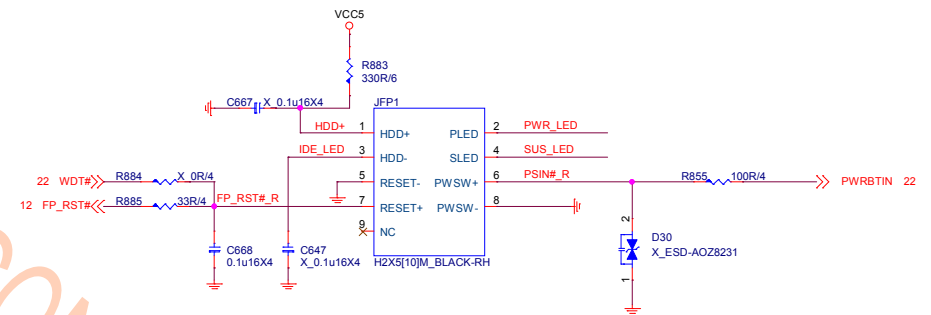 VCC5
R883
330R/6
C667 X_0.1u16X4
JFP1
HDD+ 1 HDD+ PLED 2 PWR_LED
IDE_LED 3 HDD- SLED 4 SUS_LED
22 WDT# R884 X_0R/4 5 RESET- PWSW+ 6 PSIN#_R R855 100R/4 PWRBTIN 22
12 FP_RST# R885 33R/4 FP_RST#_R 7 RESET+ PWSW- 8
9 NC
2
C668
0.1u16X4
C647
X_0.1u16X4
D30
X_ESD-AOZ8231
H2X5[10]M_BLACK-RH
1